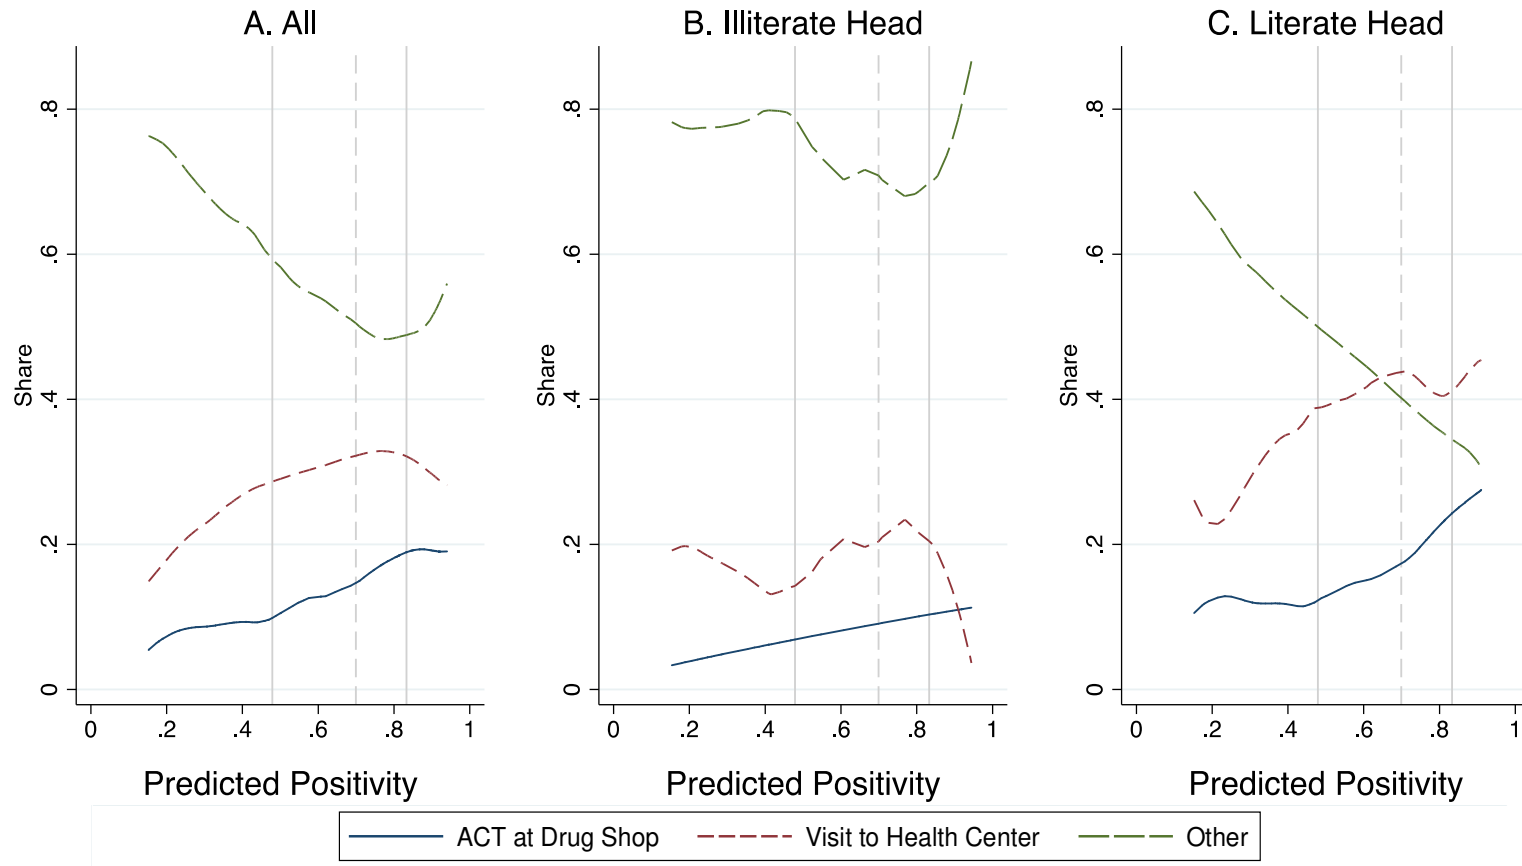 A. All
B. Illiterate Head
C. Literate Head
Share
.8
.6
.4
.2
0
0 .2 .4 .6 .8 1
Predicted Positivity
Share
.8
.6
.4
.2
0
0 .2 .4 .6 .8 1
Predicted Positivity
Share
.8
.6
.4
.2
0
0 .2 .4 .6 .8 1
Predicted Positivity
ACT at Drug Shop Visit to Health Center Other